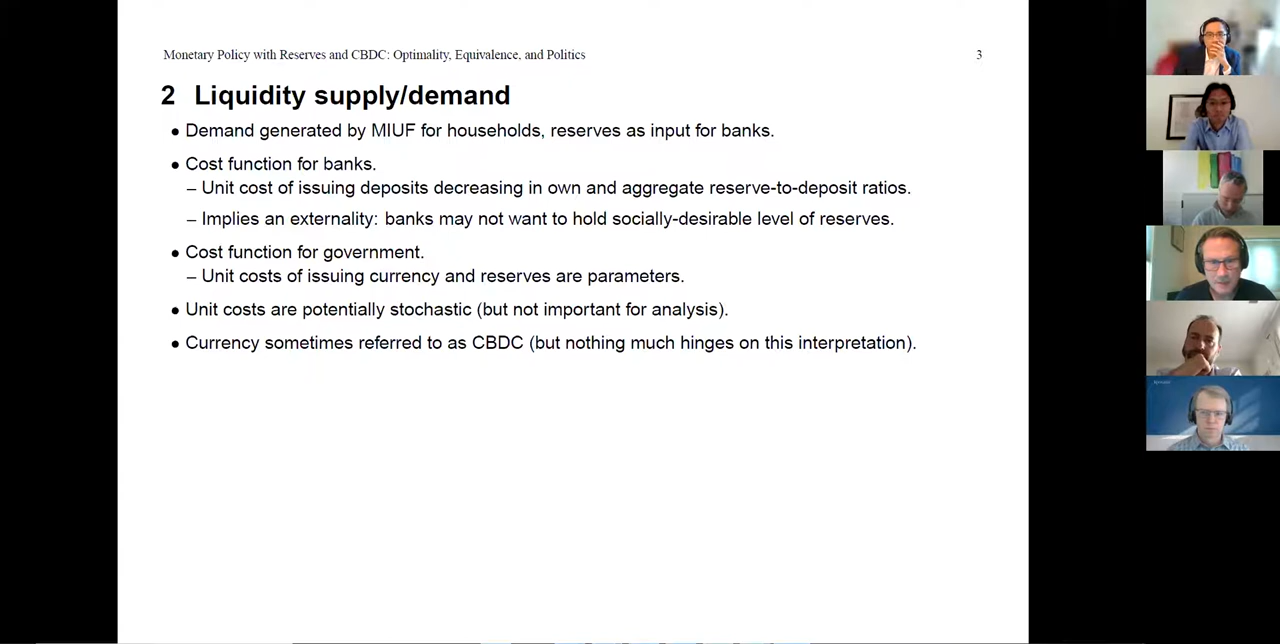 Monetary Policy with Reserves and CBDC: Optimality, Equivalence, and Politics 3
2 Liquidity supply/demand
• Demand generated by MIUF for households, reserves as input for banks.
• Cost function for banks.
– Unit cost of issuing deposits decreasing in own and aggregate reserve-to-deposit ratios.
– Implies an externality: banks may not want to hold socially-desirable level of reserves.
• Cost function for government.
– Unit costs of issuing currency and reserves are parameters.
• Unit costs are potentially stochastic (but not important for analysis).
• Currency sometimes referred to as CBDC (but nothing much hinges on this interpretation).